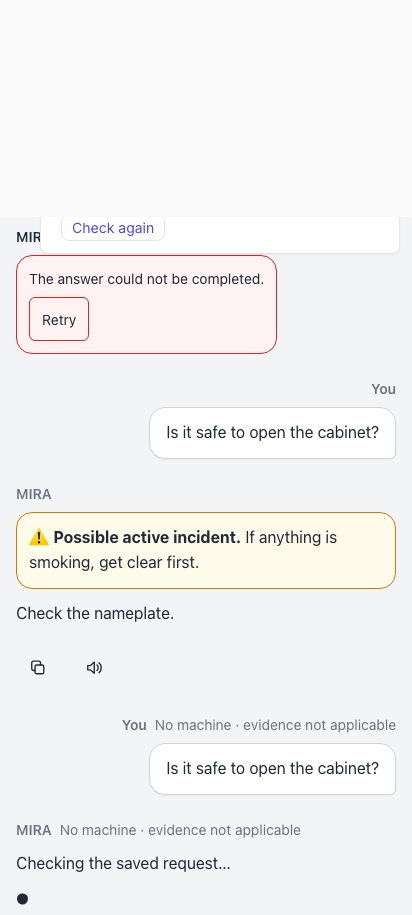 Check again
MIR
The answer could not be completed.
Retry
You
Is it safe to open the cabinet?
MIRA
⚠️ Possible active incident. If anything is
smoking, get clear first.
Check the nameplate.
You No machine · evidence not applicable
Is it safe to open the cabinet?
MIRA No machine · evidence not applicable
Checking the saved request...